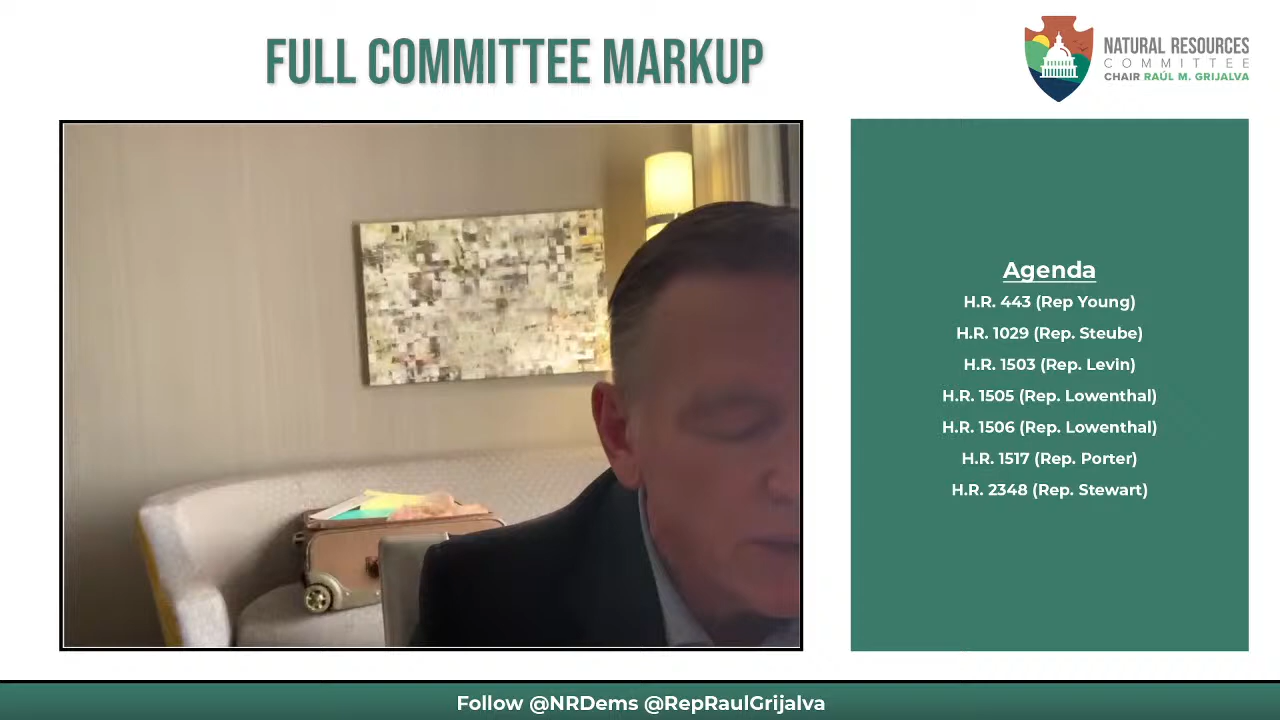 FULL COMMITTEE MARKUP
NATURAL RESOURCES
COMMITTEE
CHAIR RAÚL M. GRIJALVA
Agenda
H.R. 443 (Rep Young)
H.R. 1029 (Rep. Steube)
H.R. 1503 (Rep. Levin)
H.R. 1505 (Rep. Lowenthal)
H.R. 1506 (Rep. Lowenthal)
H.R. 1517 (Rep. Porter)
H.R. 2348 (Rep. Stewart)
Follow @NRDems @RepRaulGrijalva